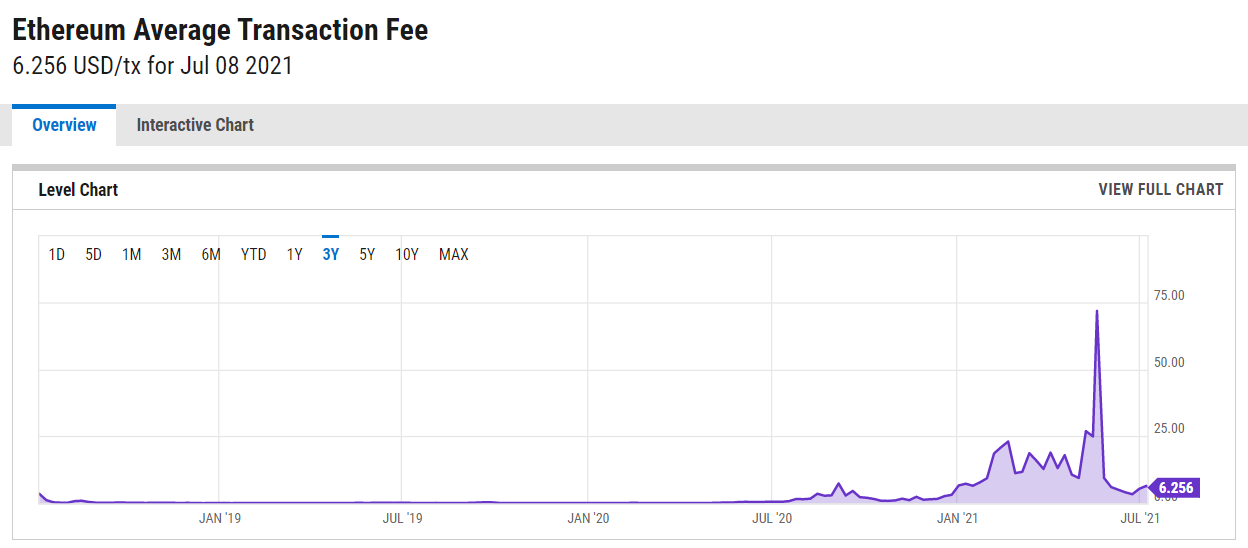 Ethereum Average Transaction Fee
6.256 USD/tx for Jul 08 2021
Overview Interactive Chart
Level Chart VIEW FULL CHART
1D 5D 1M 3M 6M YTD 1Y 3Y 5Y 10Y MAX
75.00
50.00
25.00
6.256
0.00
JAN '19 JUL '19 JAN '20 JUL '20 JAN '21 JUL '21